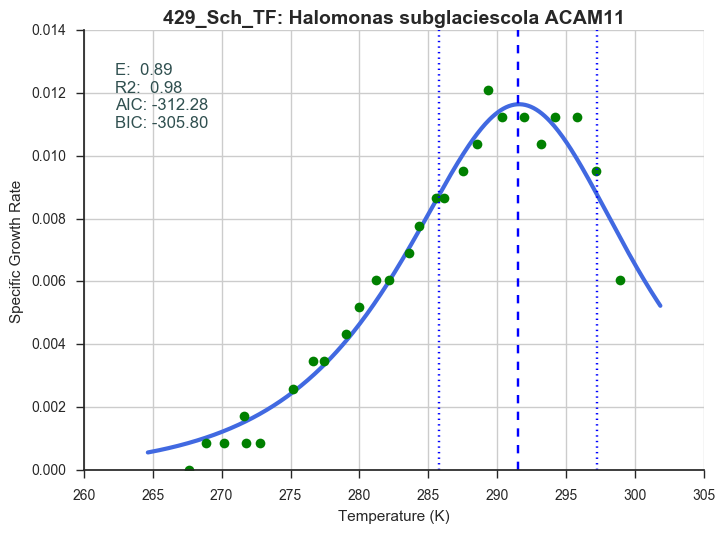 429_Sch_TF: Halomonas subglaciescola ACAM11
E:  0.89
R2:  0.98
AIC: -312.28
BIC: -305.80
Specific Growth Rate
0.014
0.012
0.010
0.008
0.006
0.004
0.002
0.000
260 265 270 275 280 285 290 295 300 305
Temperature (K)